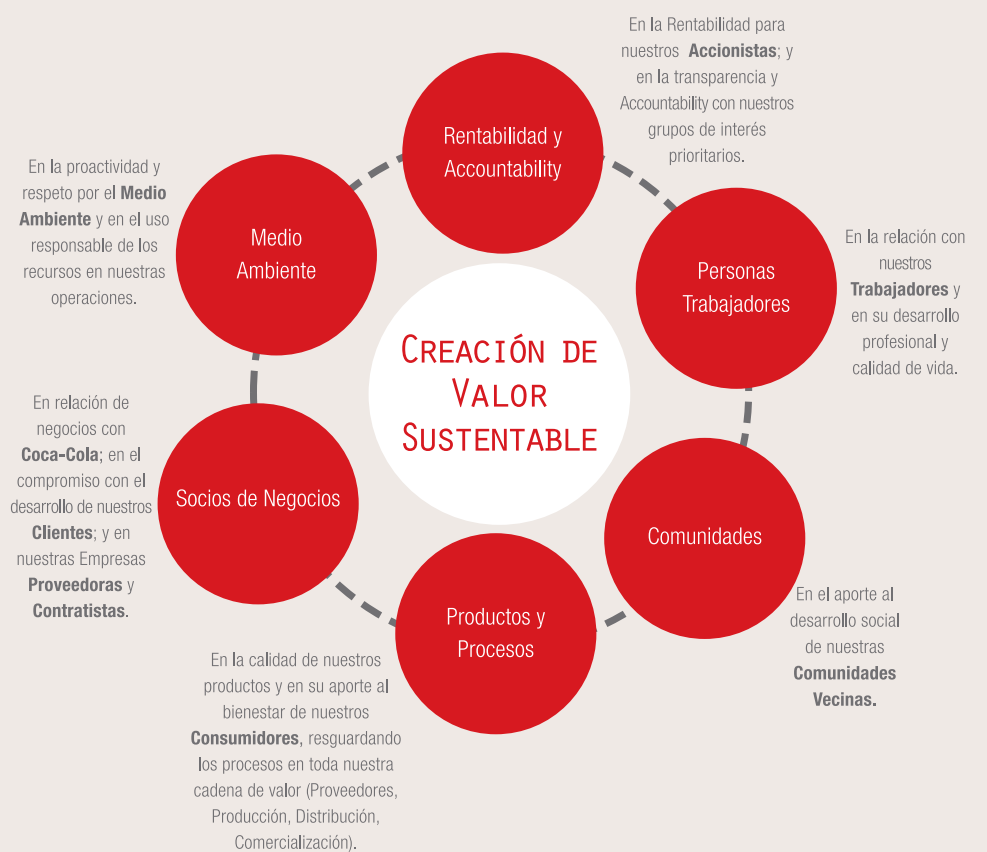 En la Rentabilidad para
nuestros Accionistas; y
en la transparencia y
Accountability con nuestros
grupos de interés
prioritarios.
Rentabilidad y
Accountability
En la proactividad y
respeto por el Medio
Ambiente y en el uso
responsable de los
recursos en nuestras
operaciones.
Medio
Ambiente
Personas
Trabajadores
En la relación con
nuestros
Trabajadores y
en su desarrollo
profesional y
calidad de vida.
CREACIÓN DE
VALOR
SUSTENTABLE
En relación de
negocios con
Coca-Cola; en el
compromiso con el
desarrollo de nuestros
Clientes; y en
nuestras Empresas
Proveedoras y
Contratistas.
Socios de Negocios
Comunidades
En el aporte al
desarrollo social
de nuestras
Comunidades
Vecinas.
Productos y
Procesos
En la calidad de nuestros
productos y en su aporte al
bienestar de nuestros
Consumidores, resguardando
los procesos en toda nuestra
cadena de valor (Proveedores,
Producción, Distribución,
Comercialización).